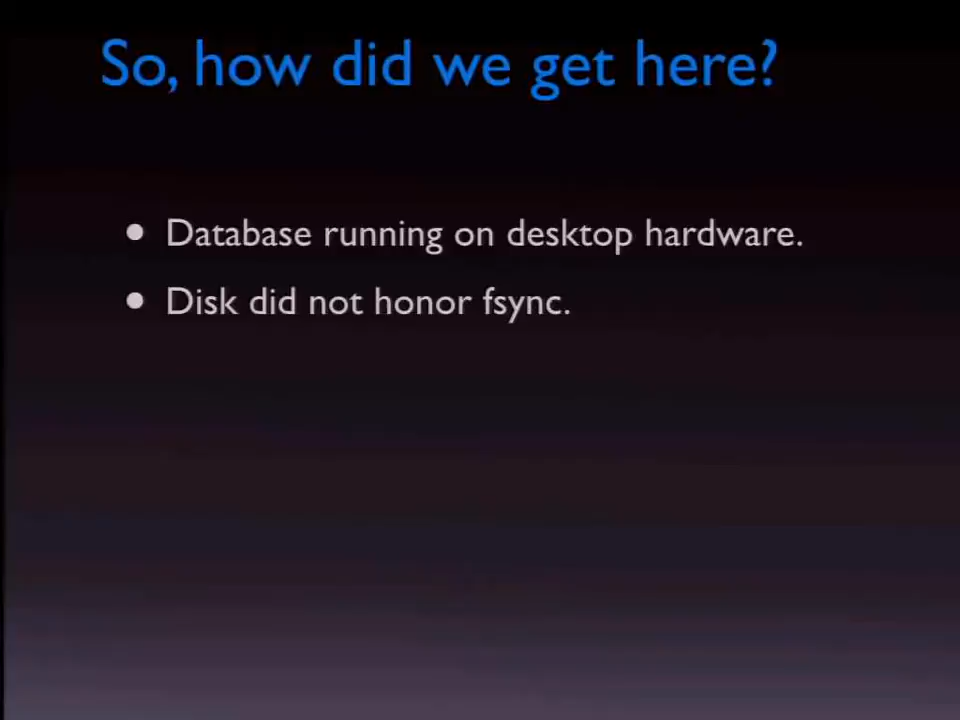 So, how did we get here?
• Database running on desktop hardware.
• Disk did not honor fsync.